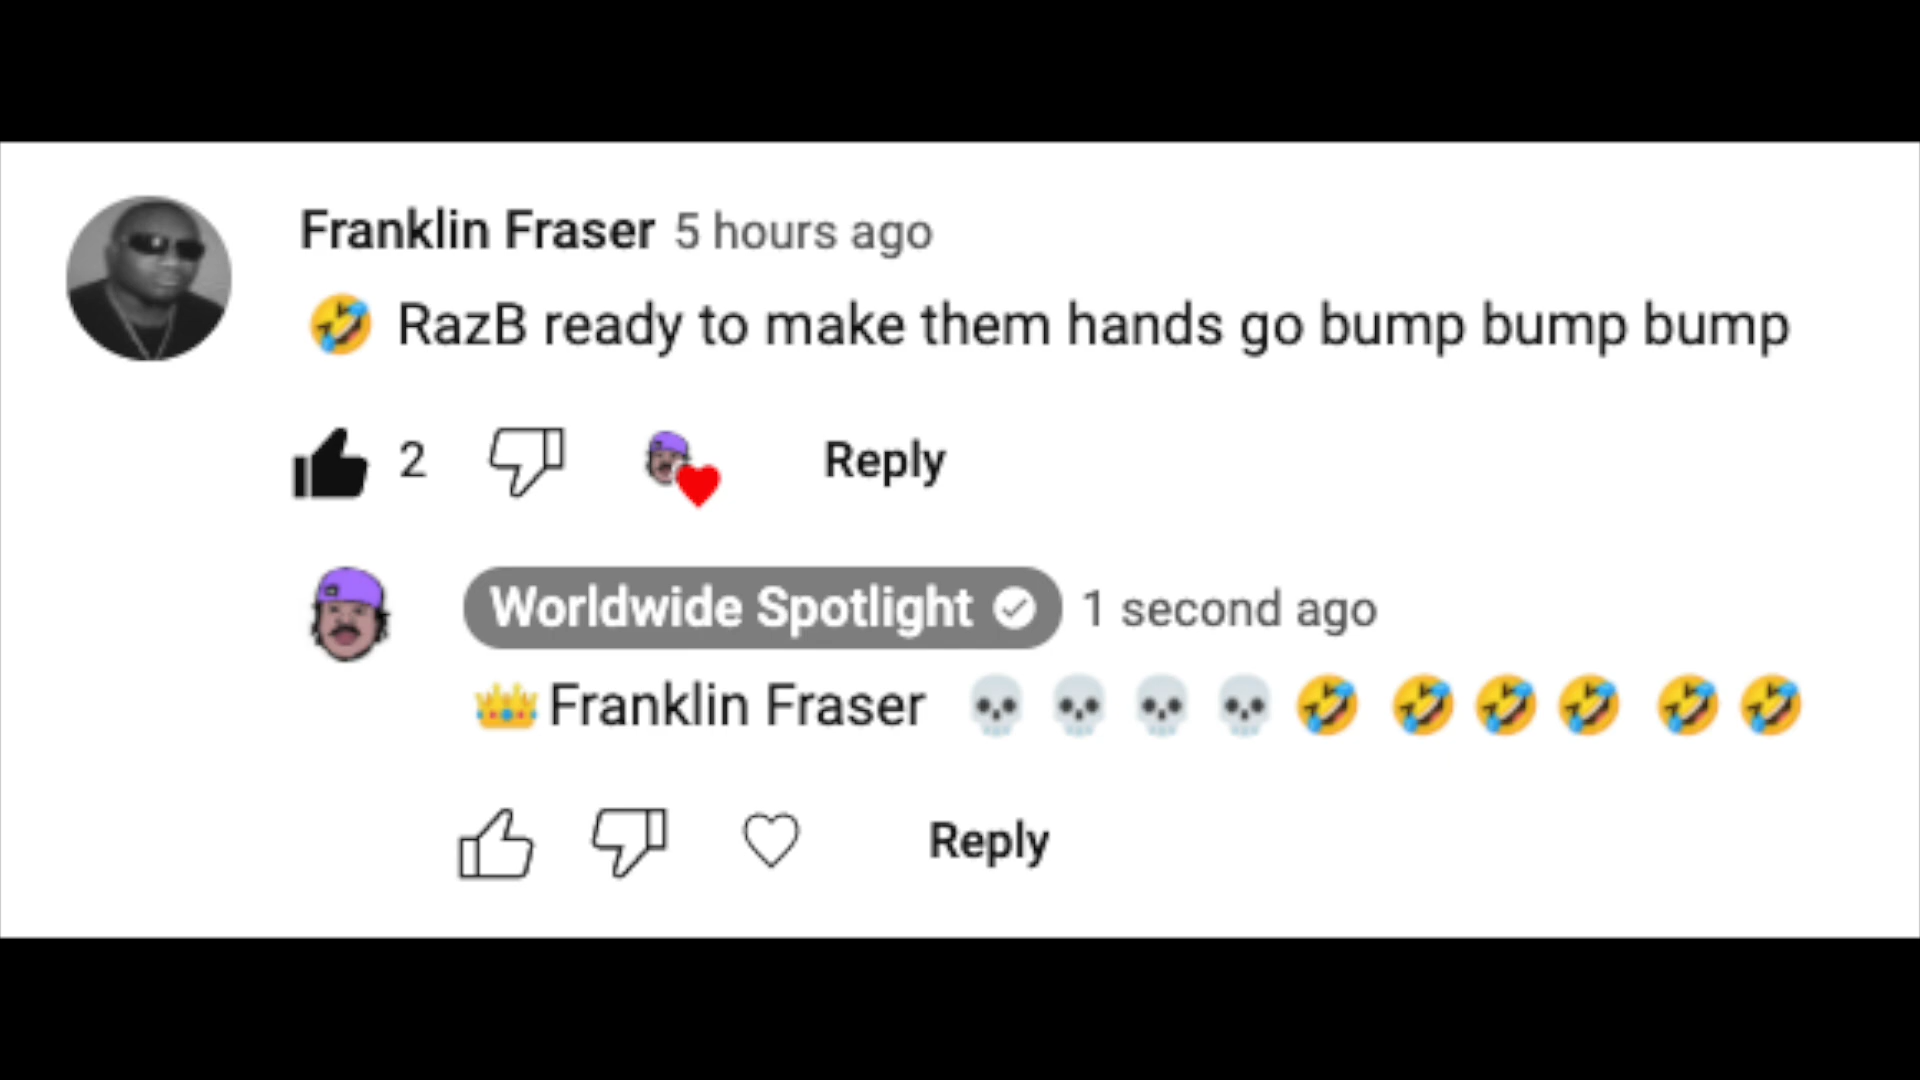 Franklin Fraser 5 hours ago
🤣 RazB ready to make them hands go bump bump bump
2 Reply
Worldwide Spotlight 1 second ago
👑Franklin Fraser 💀 💀 💀 💀 🤣 🤣 🤣 🤣 🤣 🤣
Reply